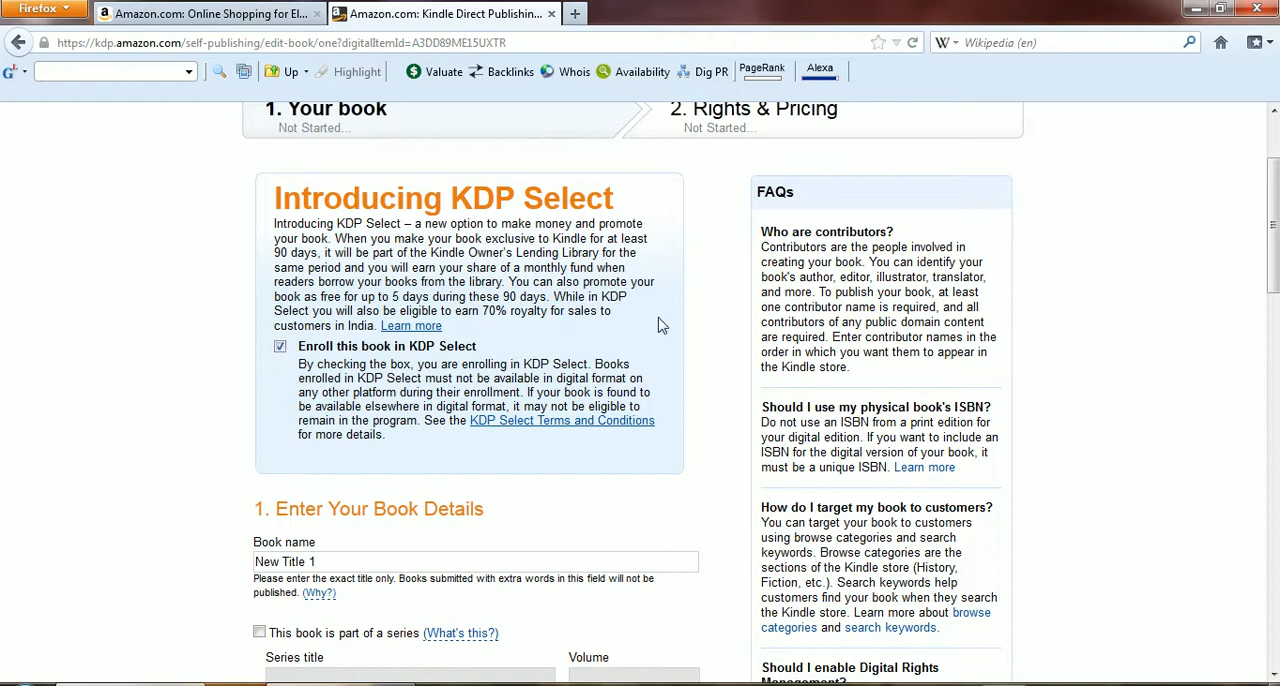 Firefox
Amazon.com: Online Shopping for El...
Amazon.com: Kindle Direct Publishin...
https://kdp.amazon.com/self-publishing/edit-book/one?digitalItemId=A3DD89ME15UXTR
Wikipedia (en)
Up
Highlight
Valuate
Backlinks
Whois
Availability
Dig PR
PageRank
Alexa
1. Your book
Not Started...
2. Rights & Pricing
Not Started...
Introducing KDP Select
Introducing KDP Select – a new option to make money and promote
your book. When you make your book exclusive to Kindle for at least
90 days, it will be part of the Kindle Owner's Lending Library for the
same period and you will earn your share of a monthly fund when
readers borrow your books from the library. You can also promote your
book as free for up to 5 days during these 90 days. While in KDP
Select you will also be eligible to earn 70% royalty for sales to
customers in India. Learn more
Enroll this book in KDP Select
By checking the box, you are enrolling in KDP Select. Books
enrolled in KDP Select must not be available in digital format on
any other platform during their enrollment. If your book is found to
be available elsewhere in digital format, it may not be eligible to
remain in the program. See the KDP Select Terms and Conditions
for more details.
1. Enter Your Book Details
Book name
New Title 1
Please enter the exact title only. Books submitted with extra words in this field will not be
published. (Why?)
This book is part of a series (What's this?)
Series title
Volume
FAQs
Who are contributors?
Contributors are the people involved in
creating your book. You can identify your
book's author, editor, illustrator, translator,
and more. To publish your book, at least
one contributor name is required, and all
contributors of any public domain content
are required. Enter contributor names in the
order in which you want them to appear in
the Kindle store.
Should I use my physical book's ISBN?
Do not use an ISBN from a print edition for
your digital edition. If you want to include an
ISBN for the digital version of your book, it
must be a unique ISBN. Learn more
How do I target my book to customers?
You can target your book to customers
using browse categories and search
keywords. Browse categories are the
sections of the Kindle store (History,
Fiction, etc.). Search keywords help
customers find your book when they search
the Kindle store. Learn more about browse
categories and search keywords.
Should I enable Digital Rights
Management?